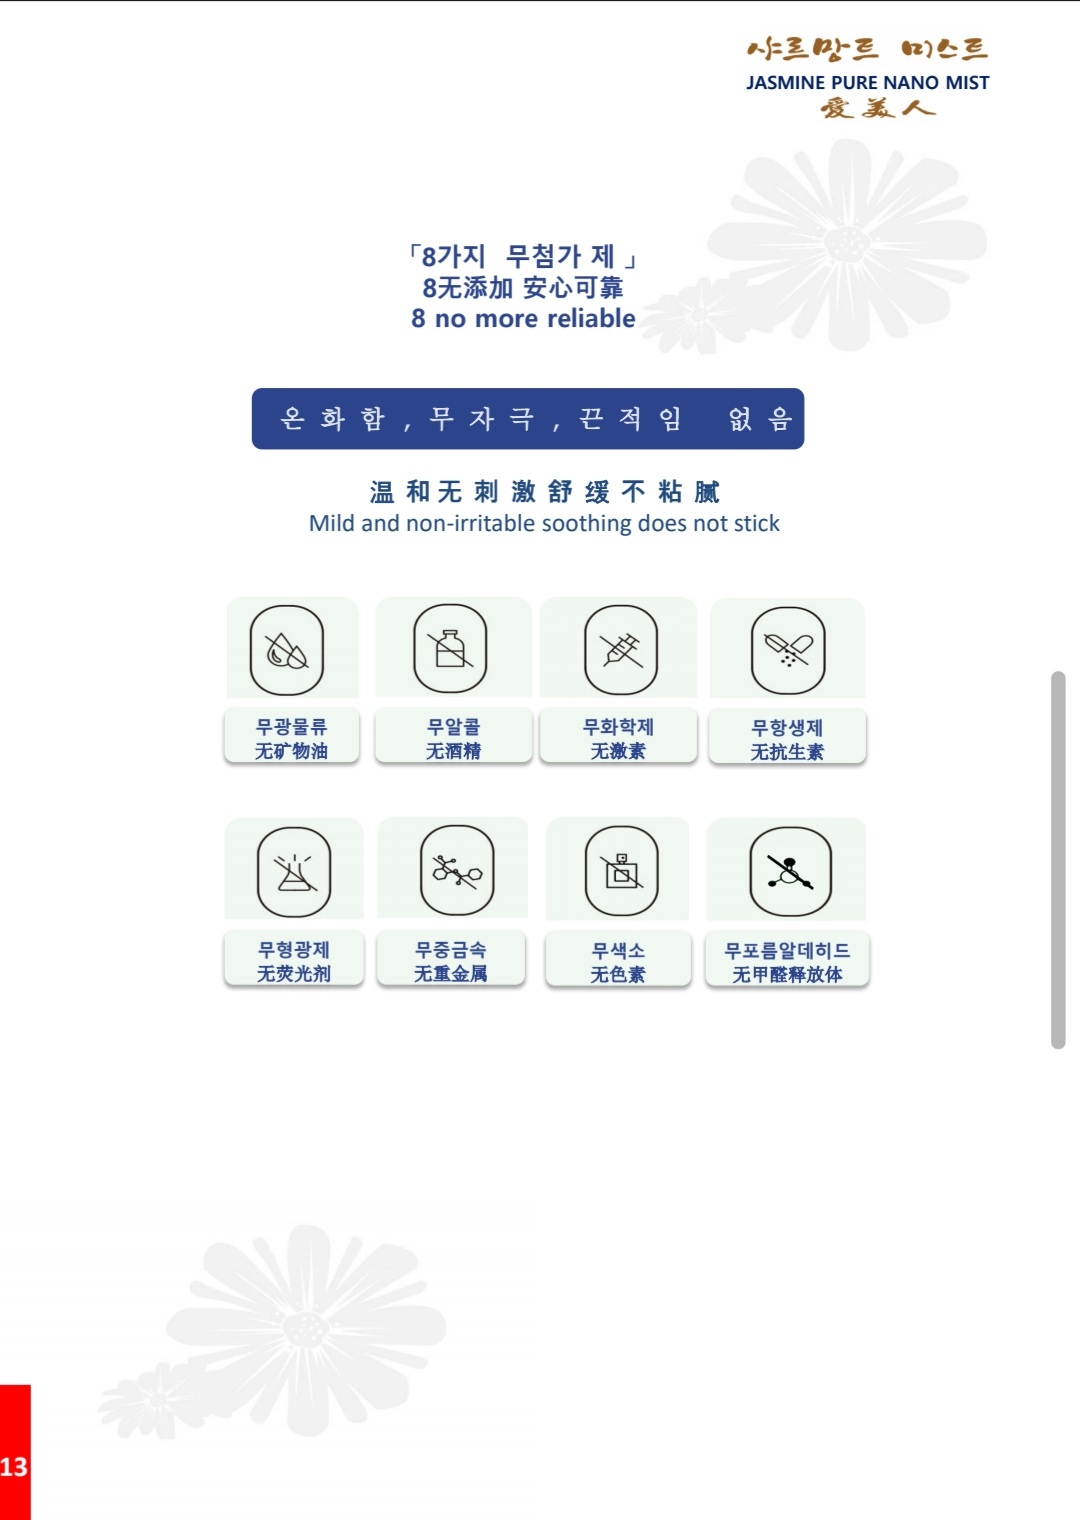 샤르망트 미스트
JASMINE PURE NANO MIST
愛美人
「8가지 무첨가 제 」
8无添加 安心可靠
8 no more reliable
온화함,무자극,끈적임 없음
温和无刺激舒缓不粘腻
Mild and non-irritable soothing does not stick
무광물류
无矿物油
무알콜
无酒精
무화학제
无激素
무항생제
无抗生素
무형광제
无荧光剂
무중금속
无重金属
무색소
无色素
무포름알데히드
无甲醛释放体
13